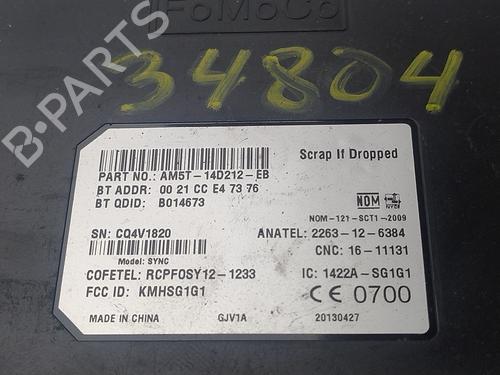 FoMoCo
34804
PART NO.: AM5T-14D212-EB
Scrap If Dropped
BT ADDR: 00 21 CC E4 73 76
BT QDID: B014673
NOM
NYCE
NOM-121-SCT1-2009
SN: CQ4V1820
ANATEL: 2263-12-6384
Model: SYNC
CNC: 16-11131
COFETEL: RCPFOSY12-1233
IC: 1422A-SG1G1
FCC ID: KMHSG1G1
CE 0700
MADE IN CHINA
GJV1A
20130427
B-PARTS